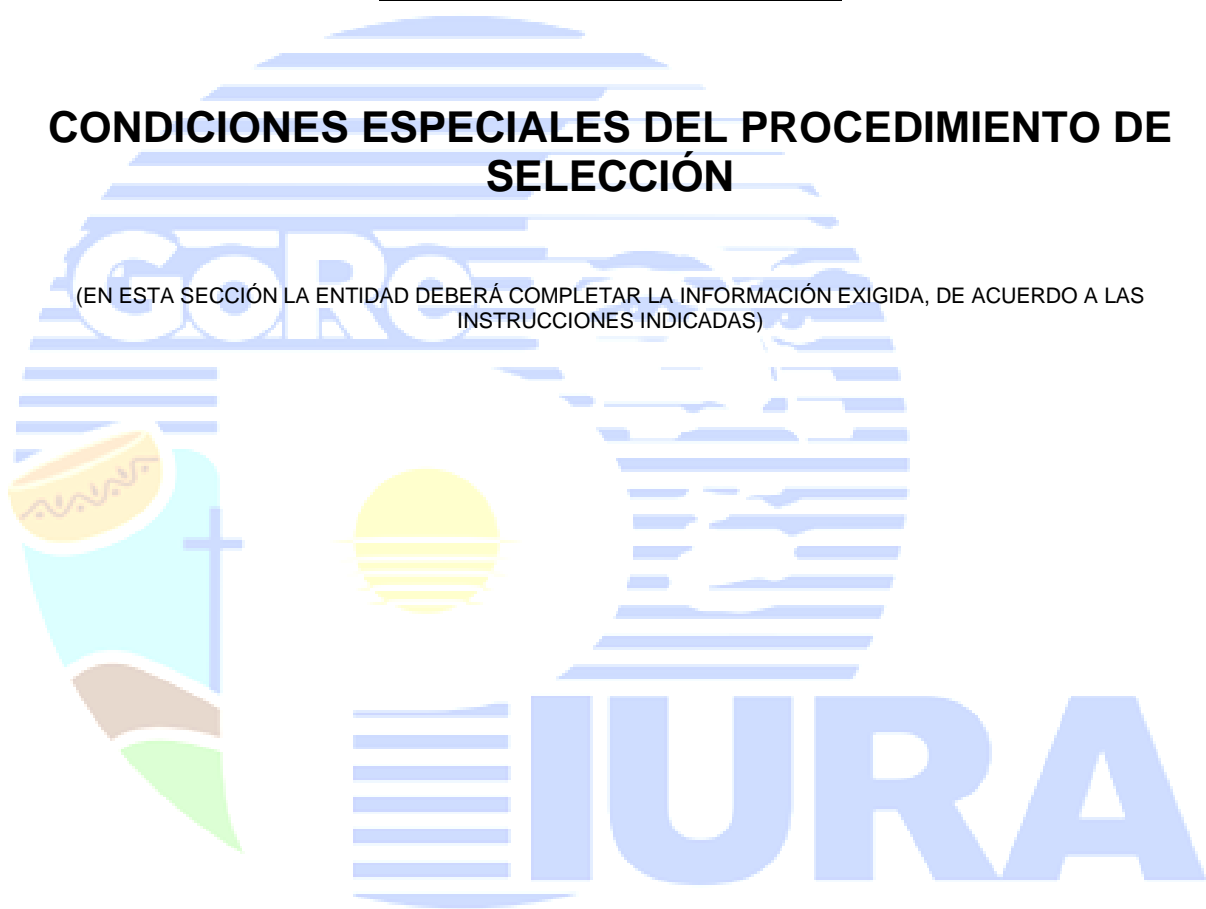 CONDICIONES ESPECIALES DEL PROCEDIMIENTO DE
SELECCIÓN
GoRe
(EN ESTA SECCIÓN LA ENTIDAD DEBERÁ COMPLETAR LA INFORMACIÓN EXIGIDA, DE ACUERDO A LAS
INSTRUCCIONES INDICADAS)
PIURA